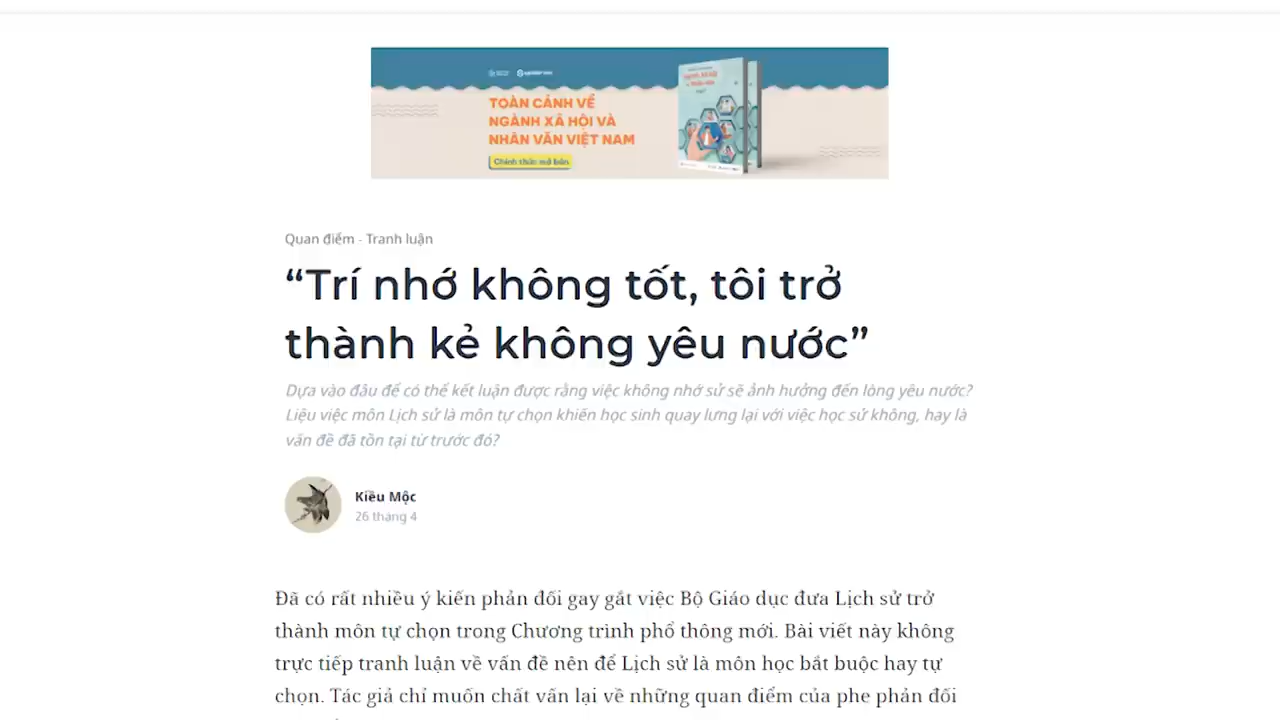 TOÀN CẢNH VỀ
NGÀNH XÃ HỘI VÀ
NHÂN VĂN VIỆT NAM
Chính thức mở bán
Quan điểm - Tranh luận
“Trí nhớ không tốt, tôi trở
thành kẻ không yêu nước”
Dựa vào đâu để có thể kết luận được rằng việc không nhớ sử sẽ ảnh hưởng đến lòng yêu nước?
Liệu việc môn Lịch sử là môn tự chọn khiến học sinh quay lưng lại với việc học sử không, hay là
vấn đề đã tồn tại từ trước đó?
Kiều Mộc
26 tháng 4
Đã có rất nhiều ý kiến phản đối gay gắt việc Bộ Giáo dục đưa Lịch sử trở
thành môn tự chọn trong Chương trình phổ thông mới. Bài viết này không
trực tiếp tranh luận về vấn đề nên để Lịch sử là môn học bắt buộc hay tự
chọn. Tác giả chỉ muốn chất vấn lại về những quan điểm của phe phản đối